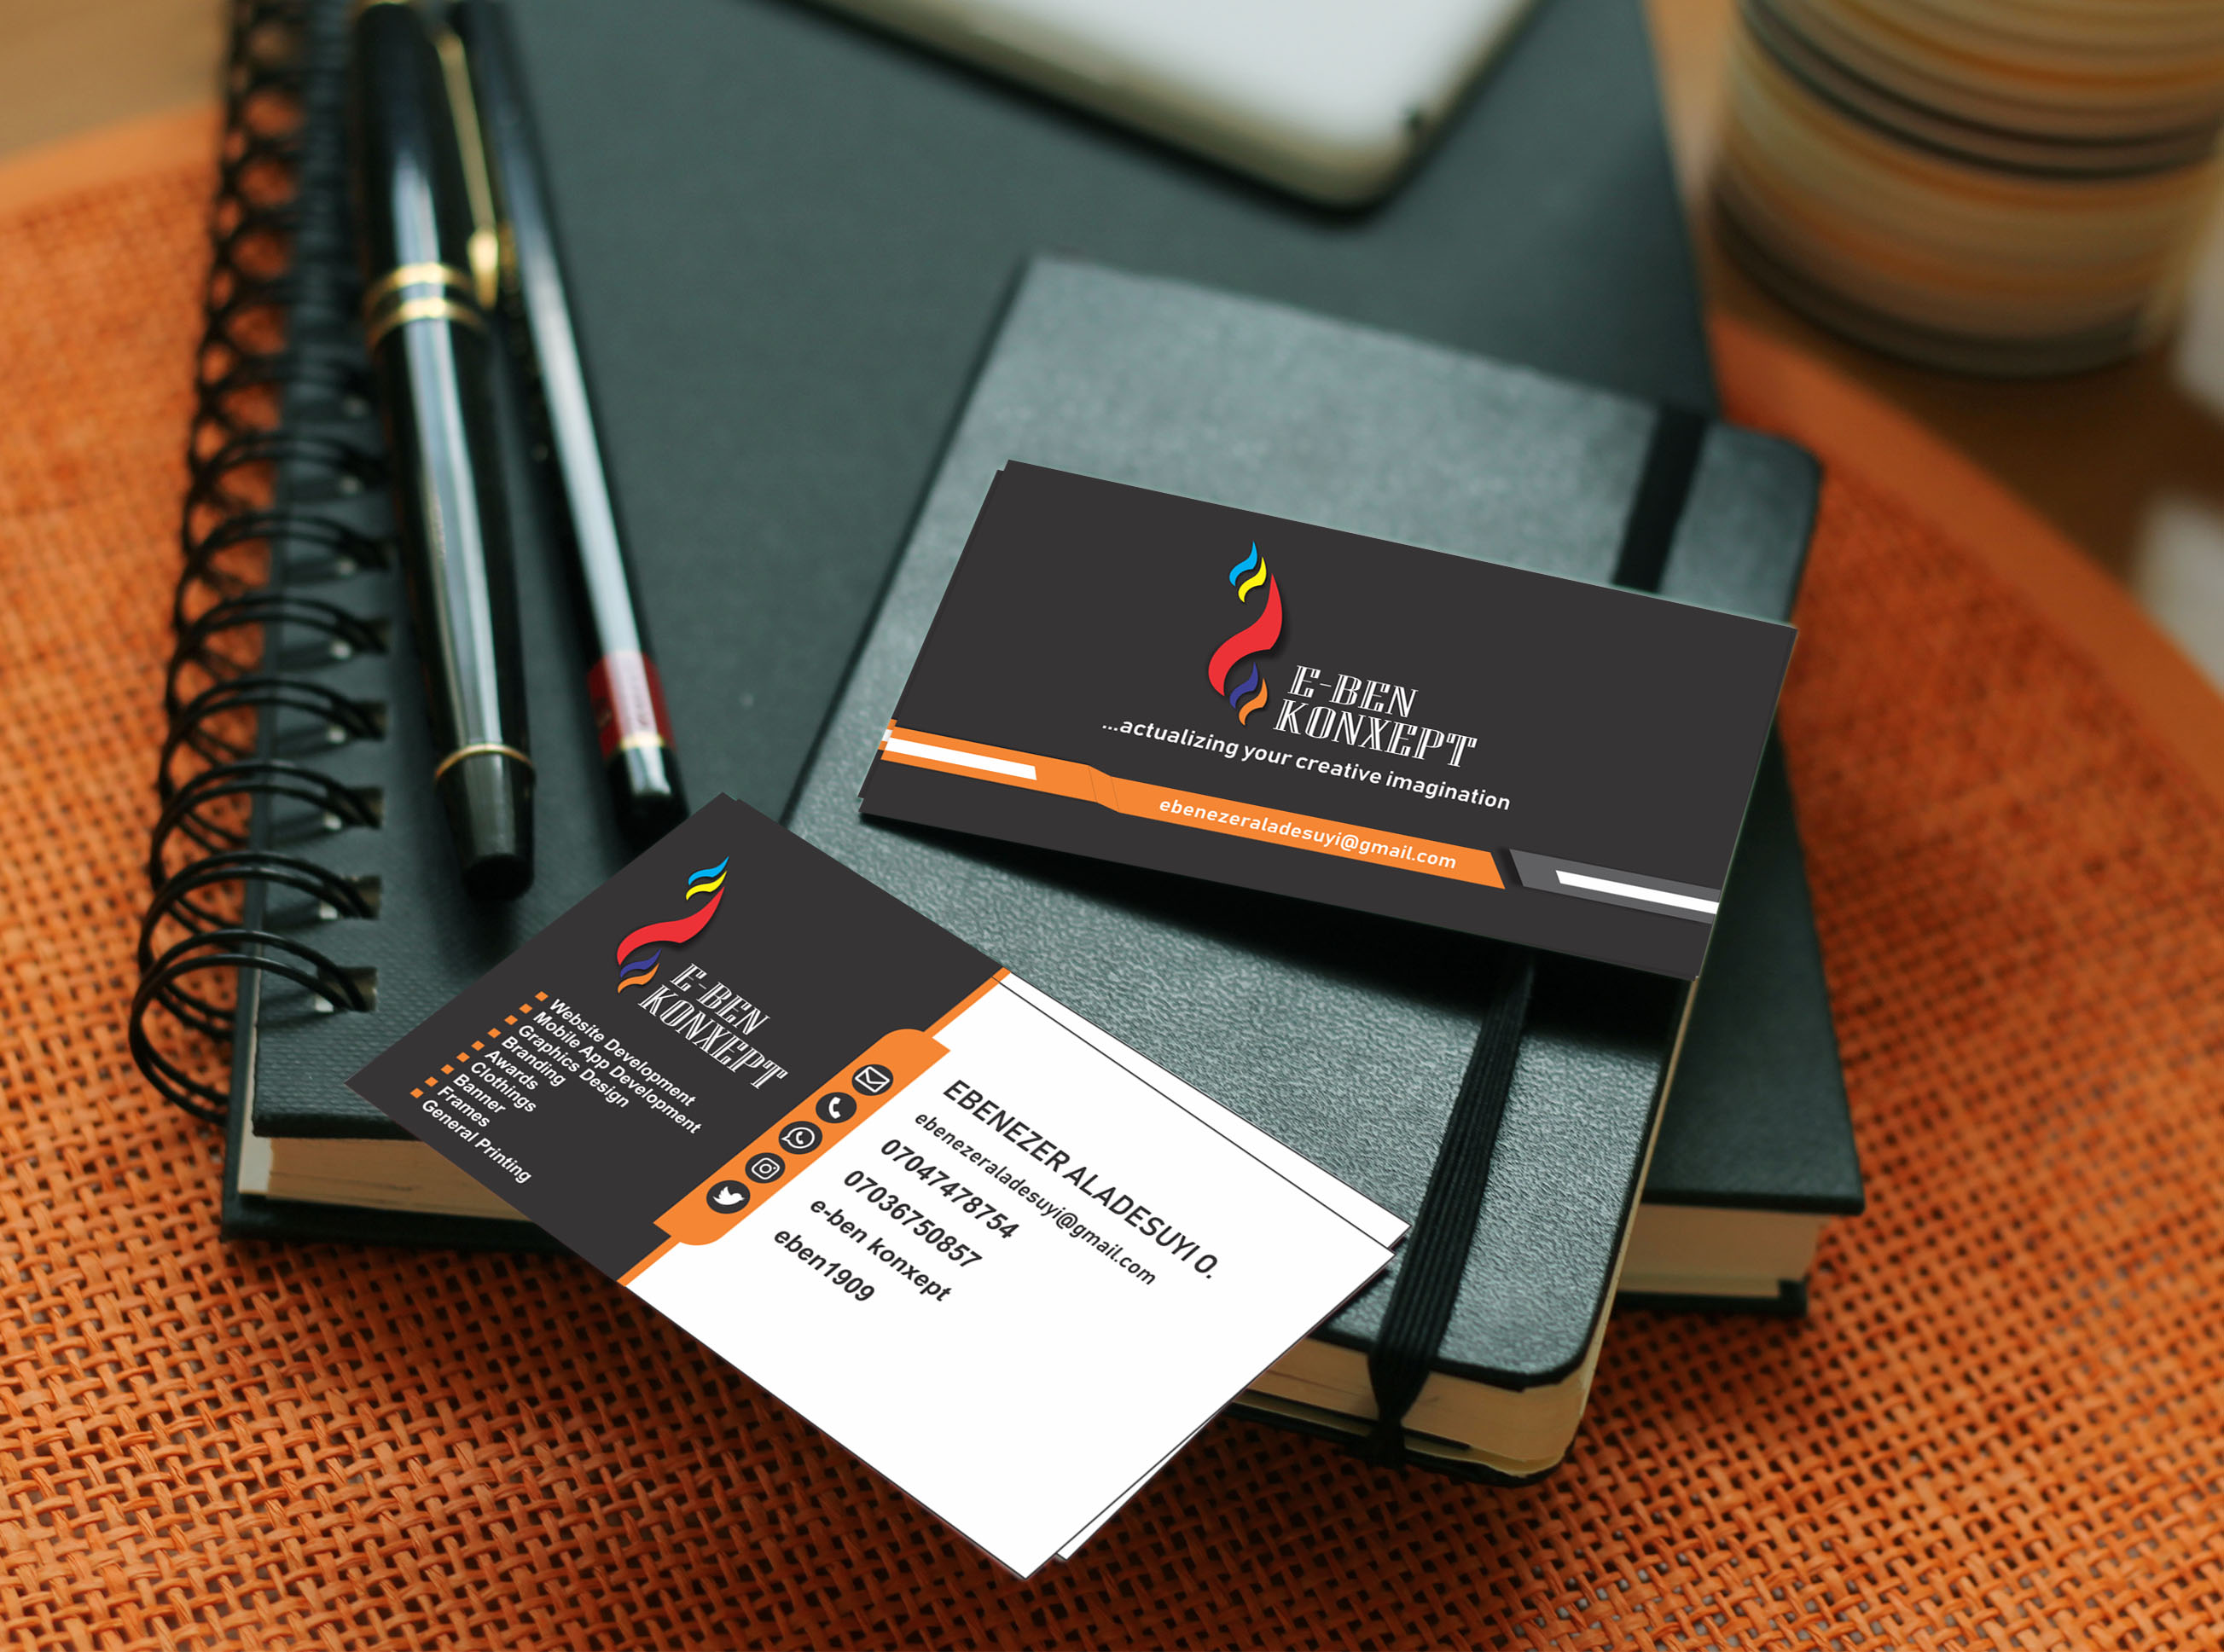 E-BEN
KONXEPT
...actualizing your creative imagination
ebenezeraladesuyi@gmail.com
E-BEN
KONXEPT
Website Development
Mobile App Development
Graphics Design
Branding
Awards
Clothings
Banner
Frames
General Printing
EBENEZER ALADESUYI O.
ebenezeraladesuyi@gmail.com
07047478754
07036750857
e-ben konxept
eben1909